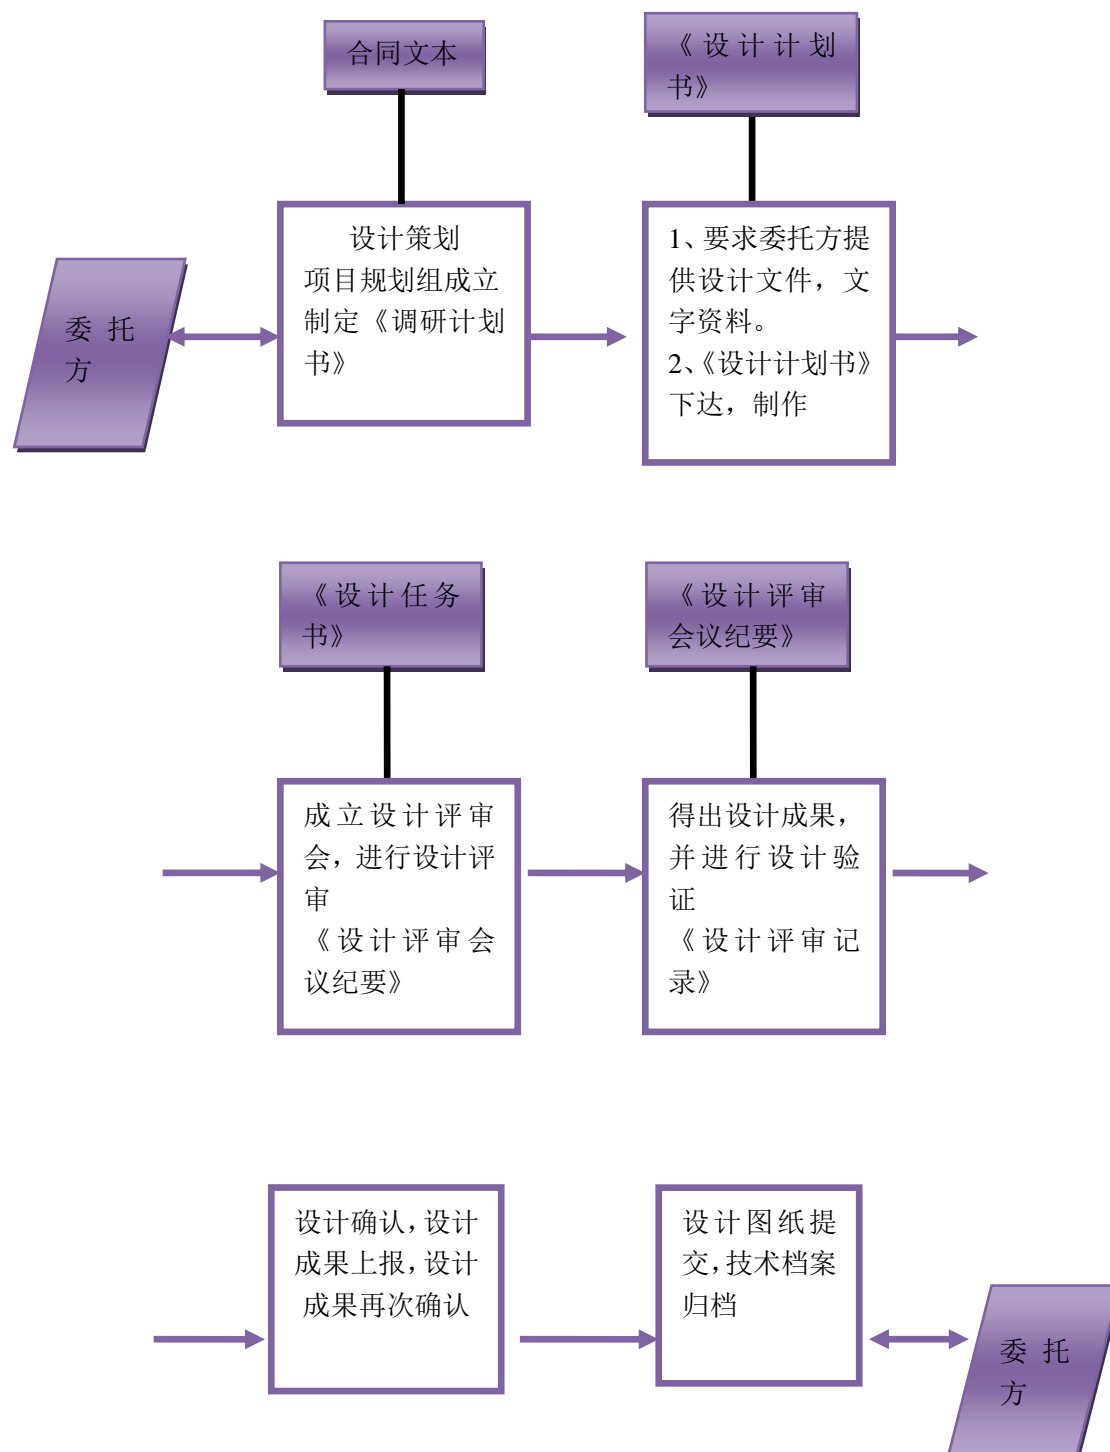 合同文本
《设计计划
书》
委托
方
设计策划
项目规划组成立
制定《调研计划
书》
1、要求委托方提
供设计文件，文
字资料。
2、《设计计划书》
下达，制作
《设计任务
书》
《设计评审
会议纪要》
成立设计评审
会，进行设计评
审
《设计评审会
议纪要》
得出设计成果，
并进行设计验
证
《设计评审记
录》
设计确认，设计
成果上报，设计
成果再次确认
设计图纸提
交，技术档案
归档
委托
方